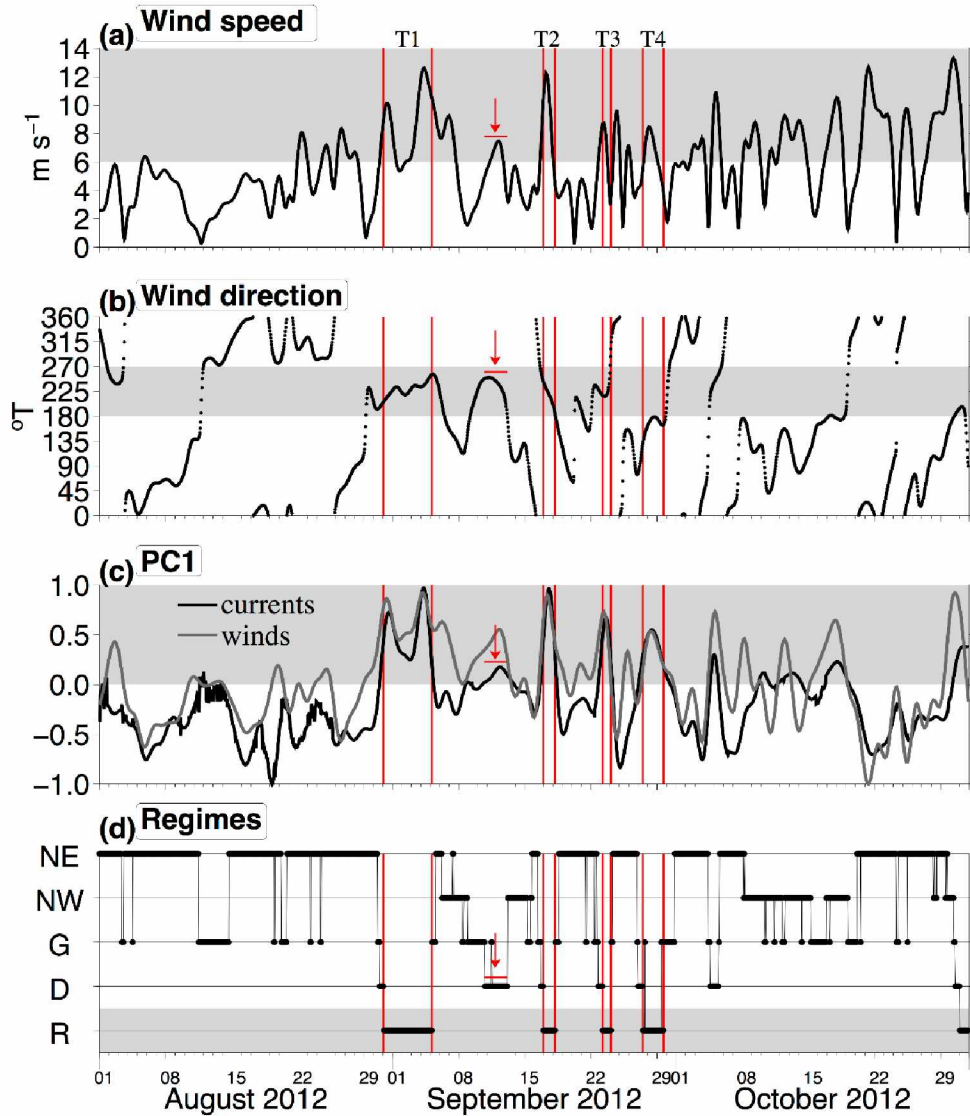 (a) Wind speed
T1 T2 T3 T4
14
12
10
8
6
4
2
0
m s⁻¹
(b) Wind direction
360
315
270
225
180
135
90
45
0
°T
(c) PC1
1.0
0.5
0.0
−0.5
−1.0
currents
winds
(d) Regimes
NE
NW
G
D
R
01 08 15 22 29 01 08 15 22 29 01 08 15 22 29
August 2012 September 2012 October 2012